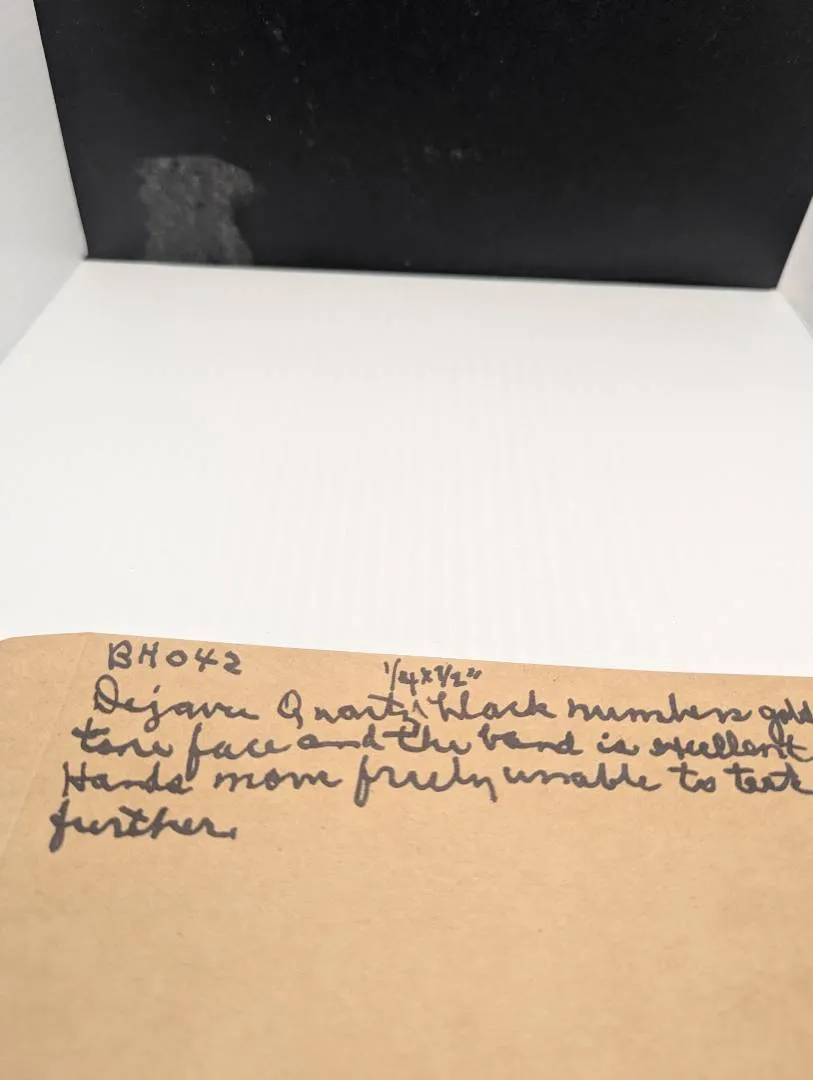 BH042
1/4x1/2"
Dejavu Quartz black numbers gold
tone face and the band is excellent
Hands move freely unable to test
further.